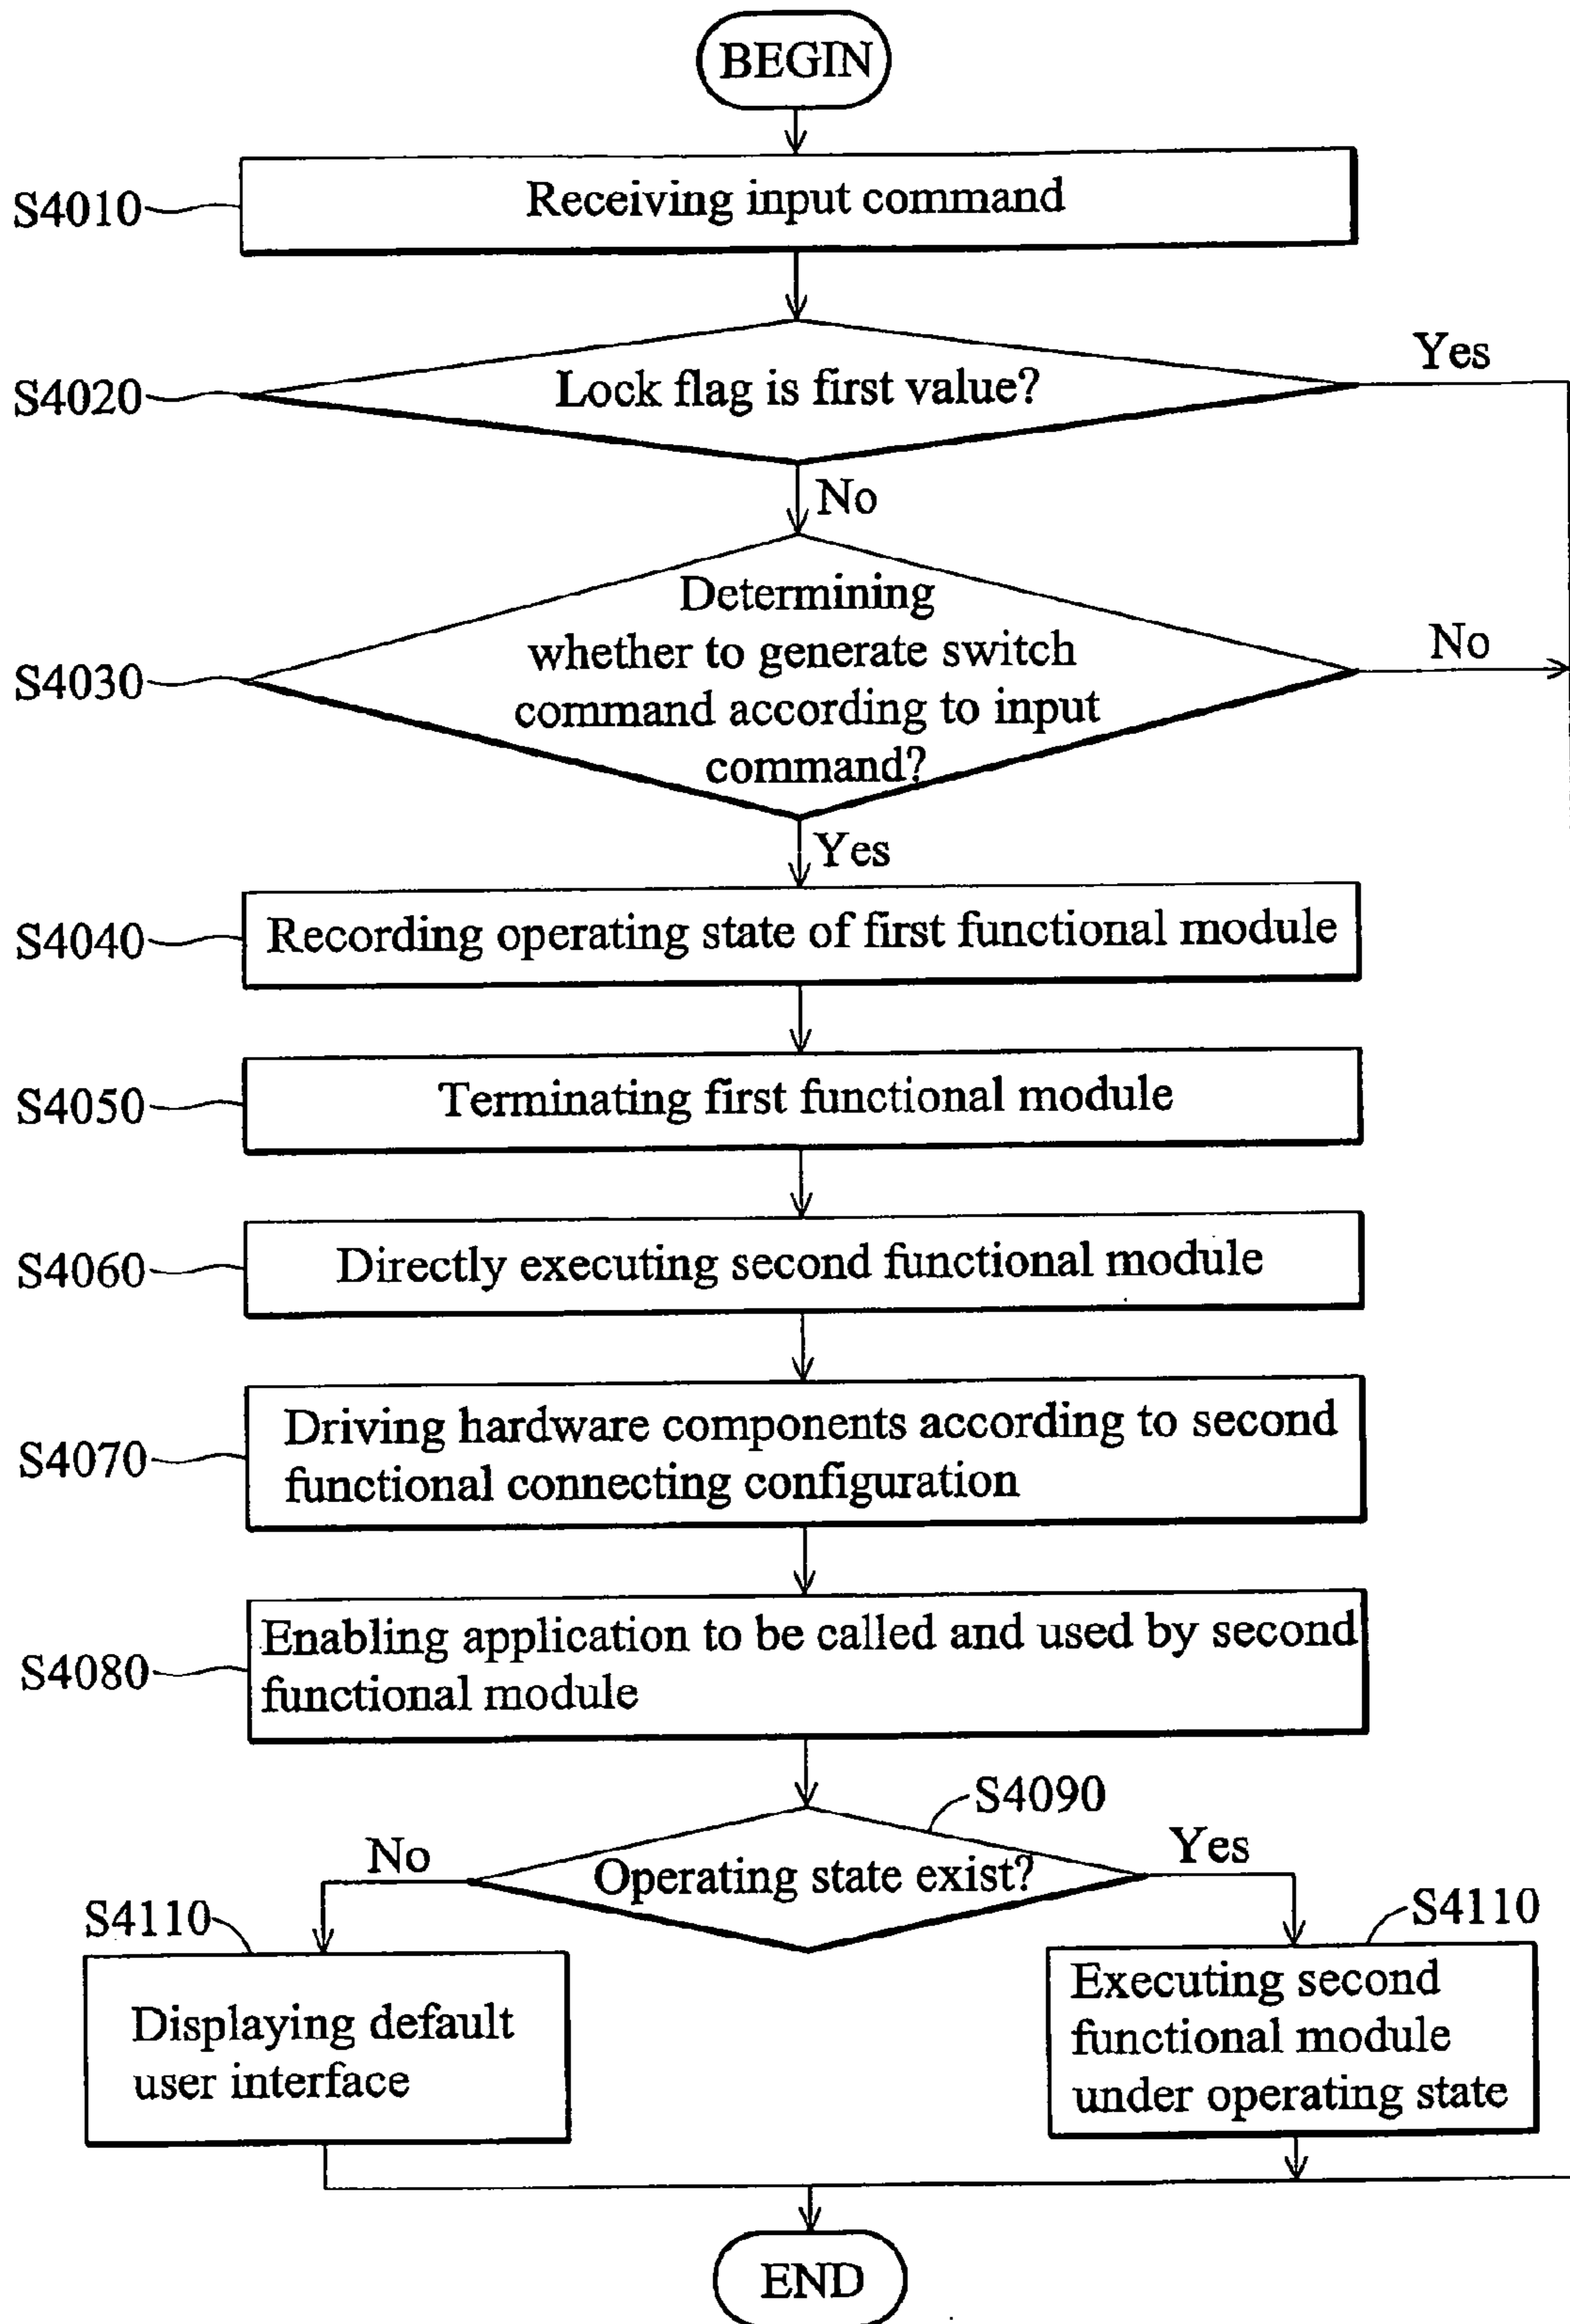 BEGIN
S4010
Receiving input command
S4020
Lock flag is first value?
Yes
No
S4030
Determining
whether to generate switch
command according to input
command?
No
Yes
S4040
Recording operating state of first functional module
S4050
Terminating first functional module
S4060
Directly executing second functional module
S4070
Driving hardware components according to second
functional connecting configuration
S4080
Enabling application to be called and used by second
functional module
S4090
Operating state exist?
No
Yes
S4110
Displaying default
user interface
S4110
Executing second
functional module
under operating state
END